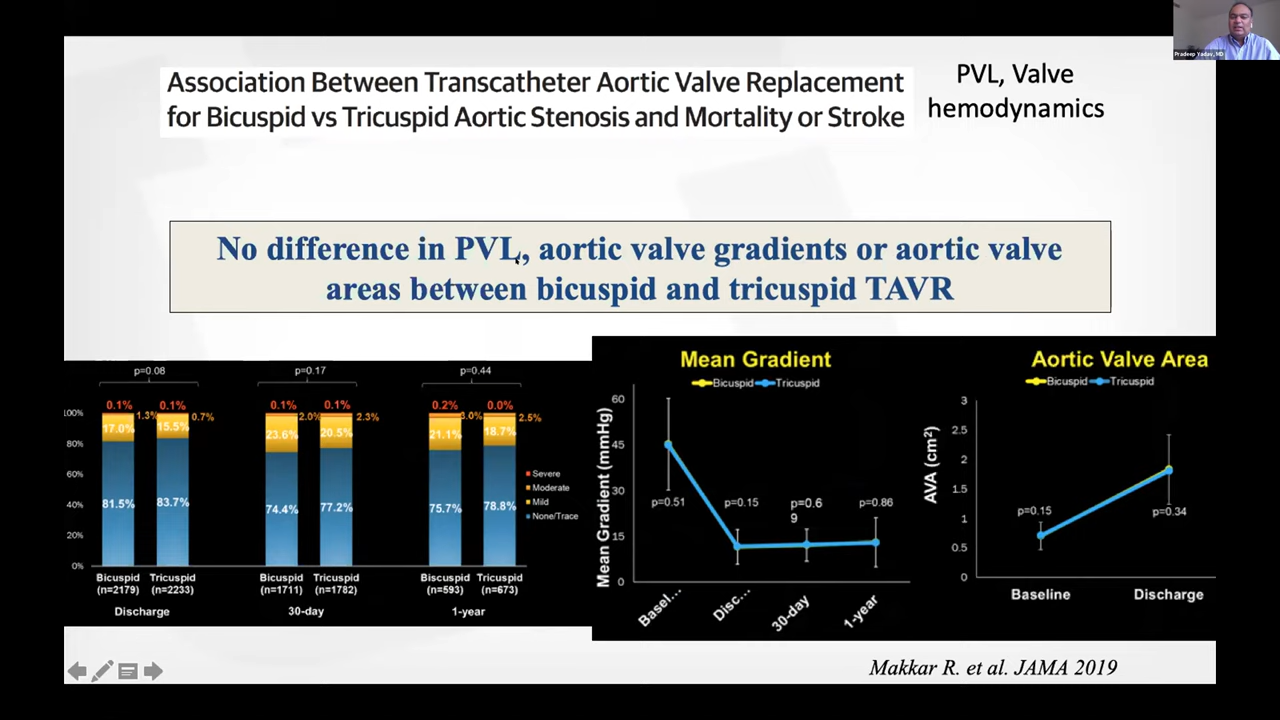 Pradeep Yadav, MD
Association Between Transcatheter Aortic Valve Replacement
for Bicuspid vs Tricuspid Aortic Stenosis and Mortality or Stroke
PVL, Valve
hemodynamics
No difference in PVL, aortic valve gradients or aortic valve
areas between bicuspid and tricuspid TAVR
p=0.08
p=0.17
p=0.44
0.1%
0.1%
0.1%
0.1%
0.2%
0.0%
100%
80%
60%
40%
20%
0%
1.3%
0.7%
2.0%
2.3%
3.0%
2.5%
17.0%
15.5%
23.6%
20.5%
21.1%
18.7%
81.5%
83.7%
74.4%
77.2%
75.7%
78.8%
Severe
Moderate
Mild
None/Trace
Bicuspid
(n=2179)
Tricuspid
(n=2233)
Bicuspid
(n=1711)
Tricuspid
(n=1782)
Biscuspid
(n=593)
Tricuspid
(n=673)
Discharge
30-day
1-year
Mean Gradient
Bicuspid
Tricuspid
Mean Gradient (mmHg)
60
45
30
15
0
p=0.51
p=0.15
p=0.6
9
p=0.86
Basel...
Disc...
30-day
1-year
Aortic Valve Area
Bicuspid
Tricuspid
AVA (cm²)
3
2.5
2
1.5
1
0.5
0
p=0.15
p=0.34
Baseline
Discharge
Makkar R. et al. JAMA 2019